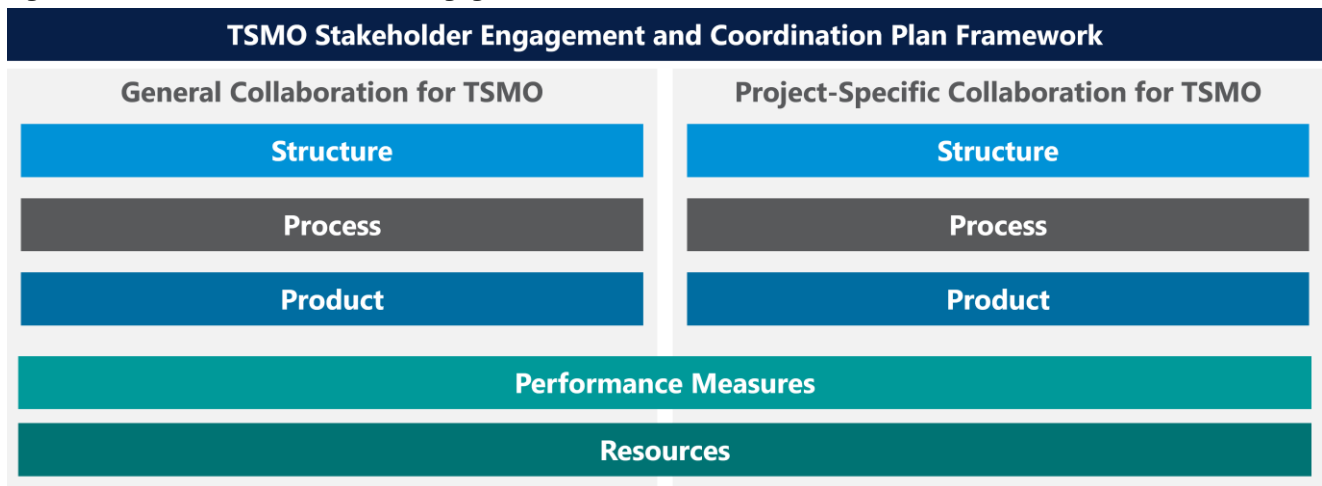 TSMO Stakeholder Engagement and Coordination Plan Framework
General Collaboration for TSMO
Structure
Process
Product
Project-Specific Collaboration for TSMO
Structure
Process
Product
Performance Measures
Resources